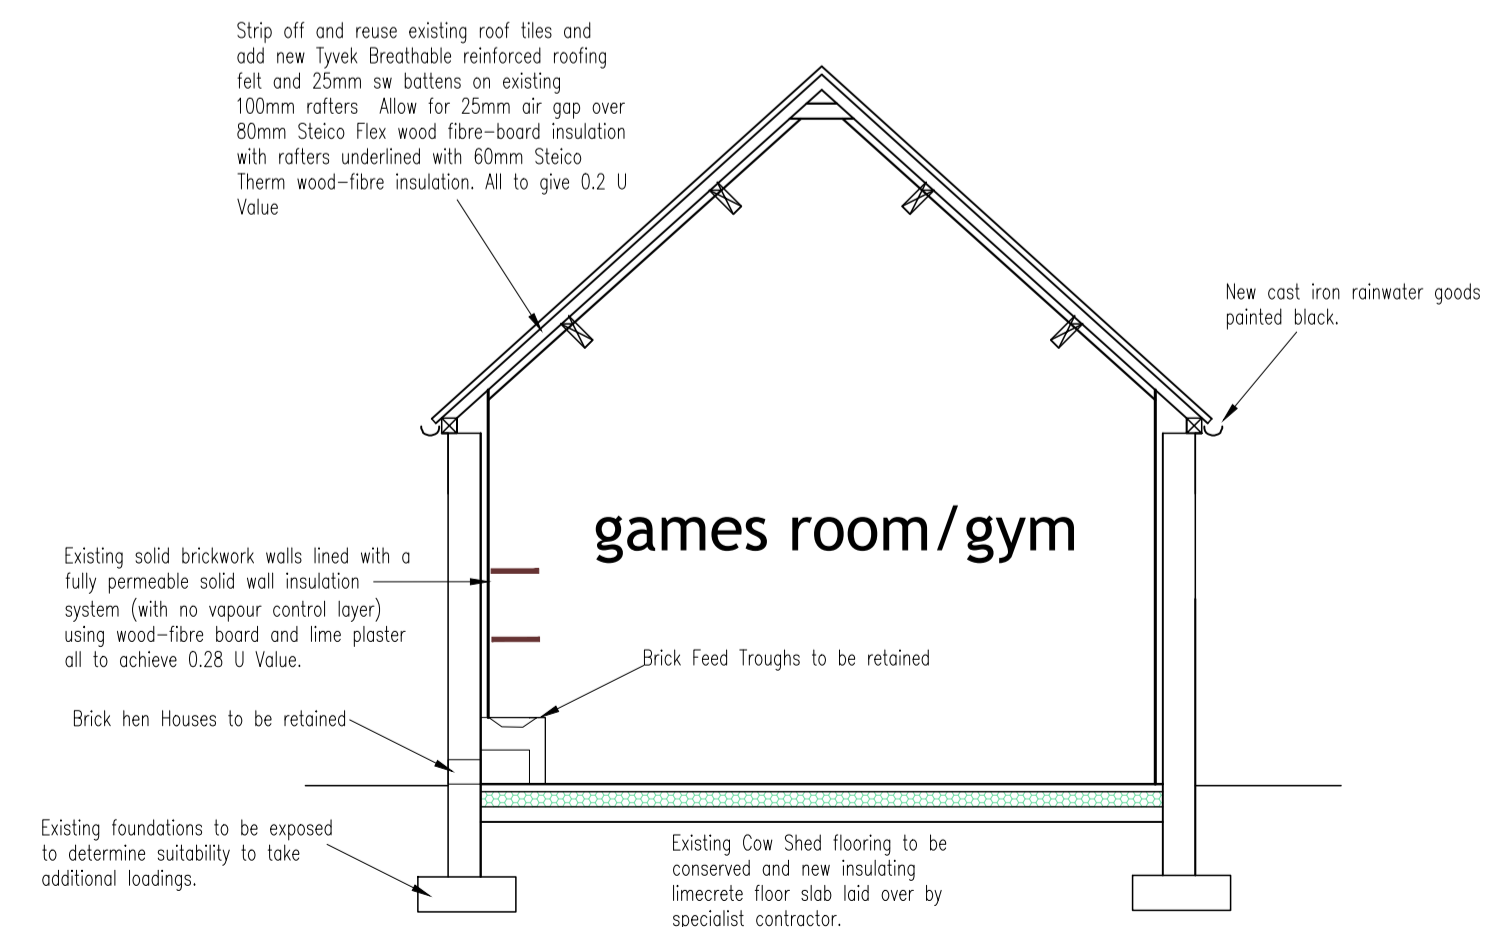 Strip off and reuse existing roof tiles and
add new Tyvek Breathable reinforced roofing
felt and 25mm sw battens on existing
100mm rafters Allow for 25mm air gap over
80mm Steico Flex wood fibre-board insulation
with rafters underlined with 60mm Steico
Therm wood-fibre insulation. All to give 0.2 U
Value
New cast iron rainwater goods
painted black.
games room/gym
Existing solid brickwork walls lined with a
fully permeable solid wall insulation
system (with no vapour control layer)
using wood-fibre board and lime plaster
all to achieve 0.28 U Value.
Brick Feed Troughs to be retained
Brick hen Houses to be retained
Existing foundations to be exposed
to determine suitability to take
additional loadings.
Existing Cow Shed flooring to be
conserved and new insulating
limecrete floor slab laid over by
specialist contractor.